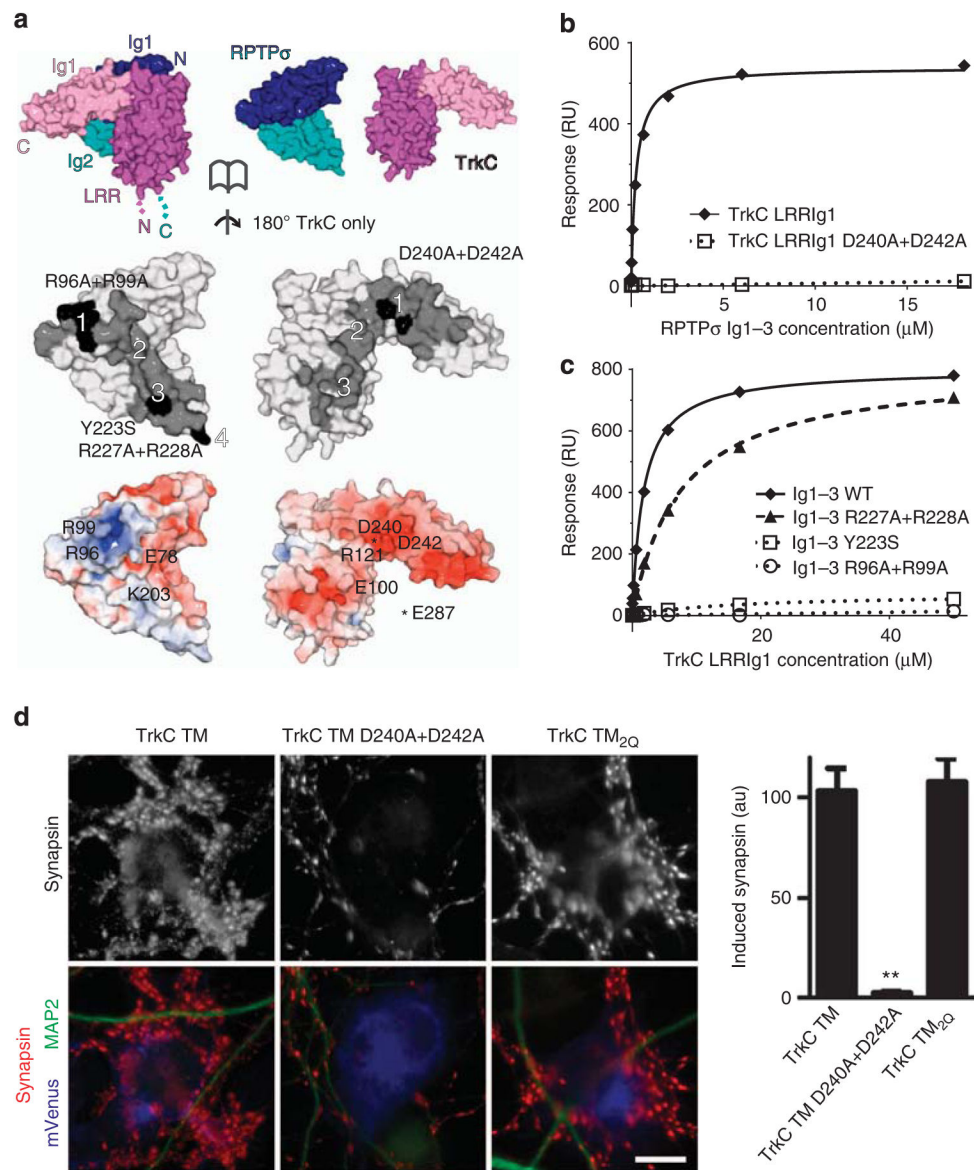 a
Ig1
Ig1
N
C
Ig2
LRR
N
C
RPTPσ
TrkC
180° TrkC only
R96A+R99A
1
2
3
4
Y223S
R227A+R228A
D240A+D242A
1
2
3
R99
R96
E78
K203
D240
*
D242
R121
E100
* E287
b
600
400
200
0
5
10
15
Response (RU)
TrkC LRRIg1
TrkC LRRIg1 D240A+D242A
RPTPσ Ig1–3 concentration (μM)
c
800
600
400
200
0
20
40
Response (RU)
Ig1–3 WT
Ig1–3 R227A+R228A
Ig1–3 Y223S
Ig1–3 R96A+R99A
TrkC LRRIg1 concentration (μM)
d
TrkC TM
TrkC TM D240A+D242A
TrkC TM2Q
Synapsin
Synapsin
mVenus MAP2
Induced synapsin (au)
100
50
0
**
TrkC TM
TrkC TM D240A+D242A
TrkC TM2Q